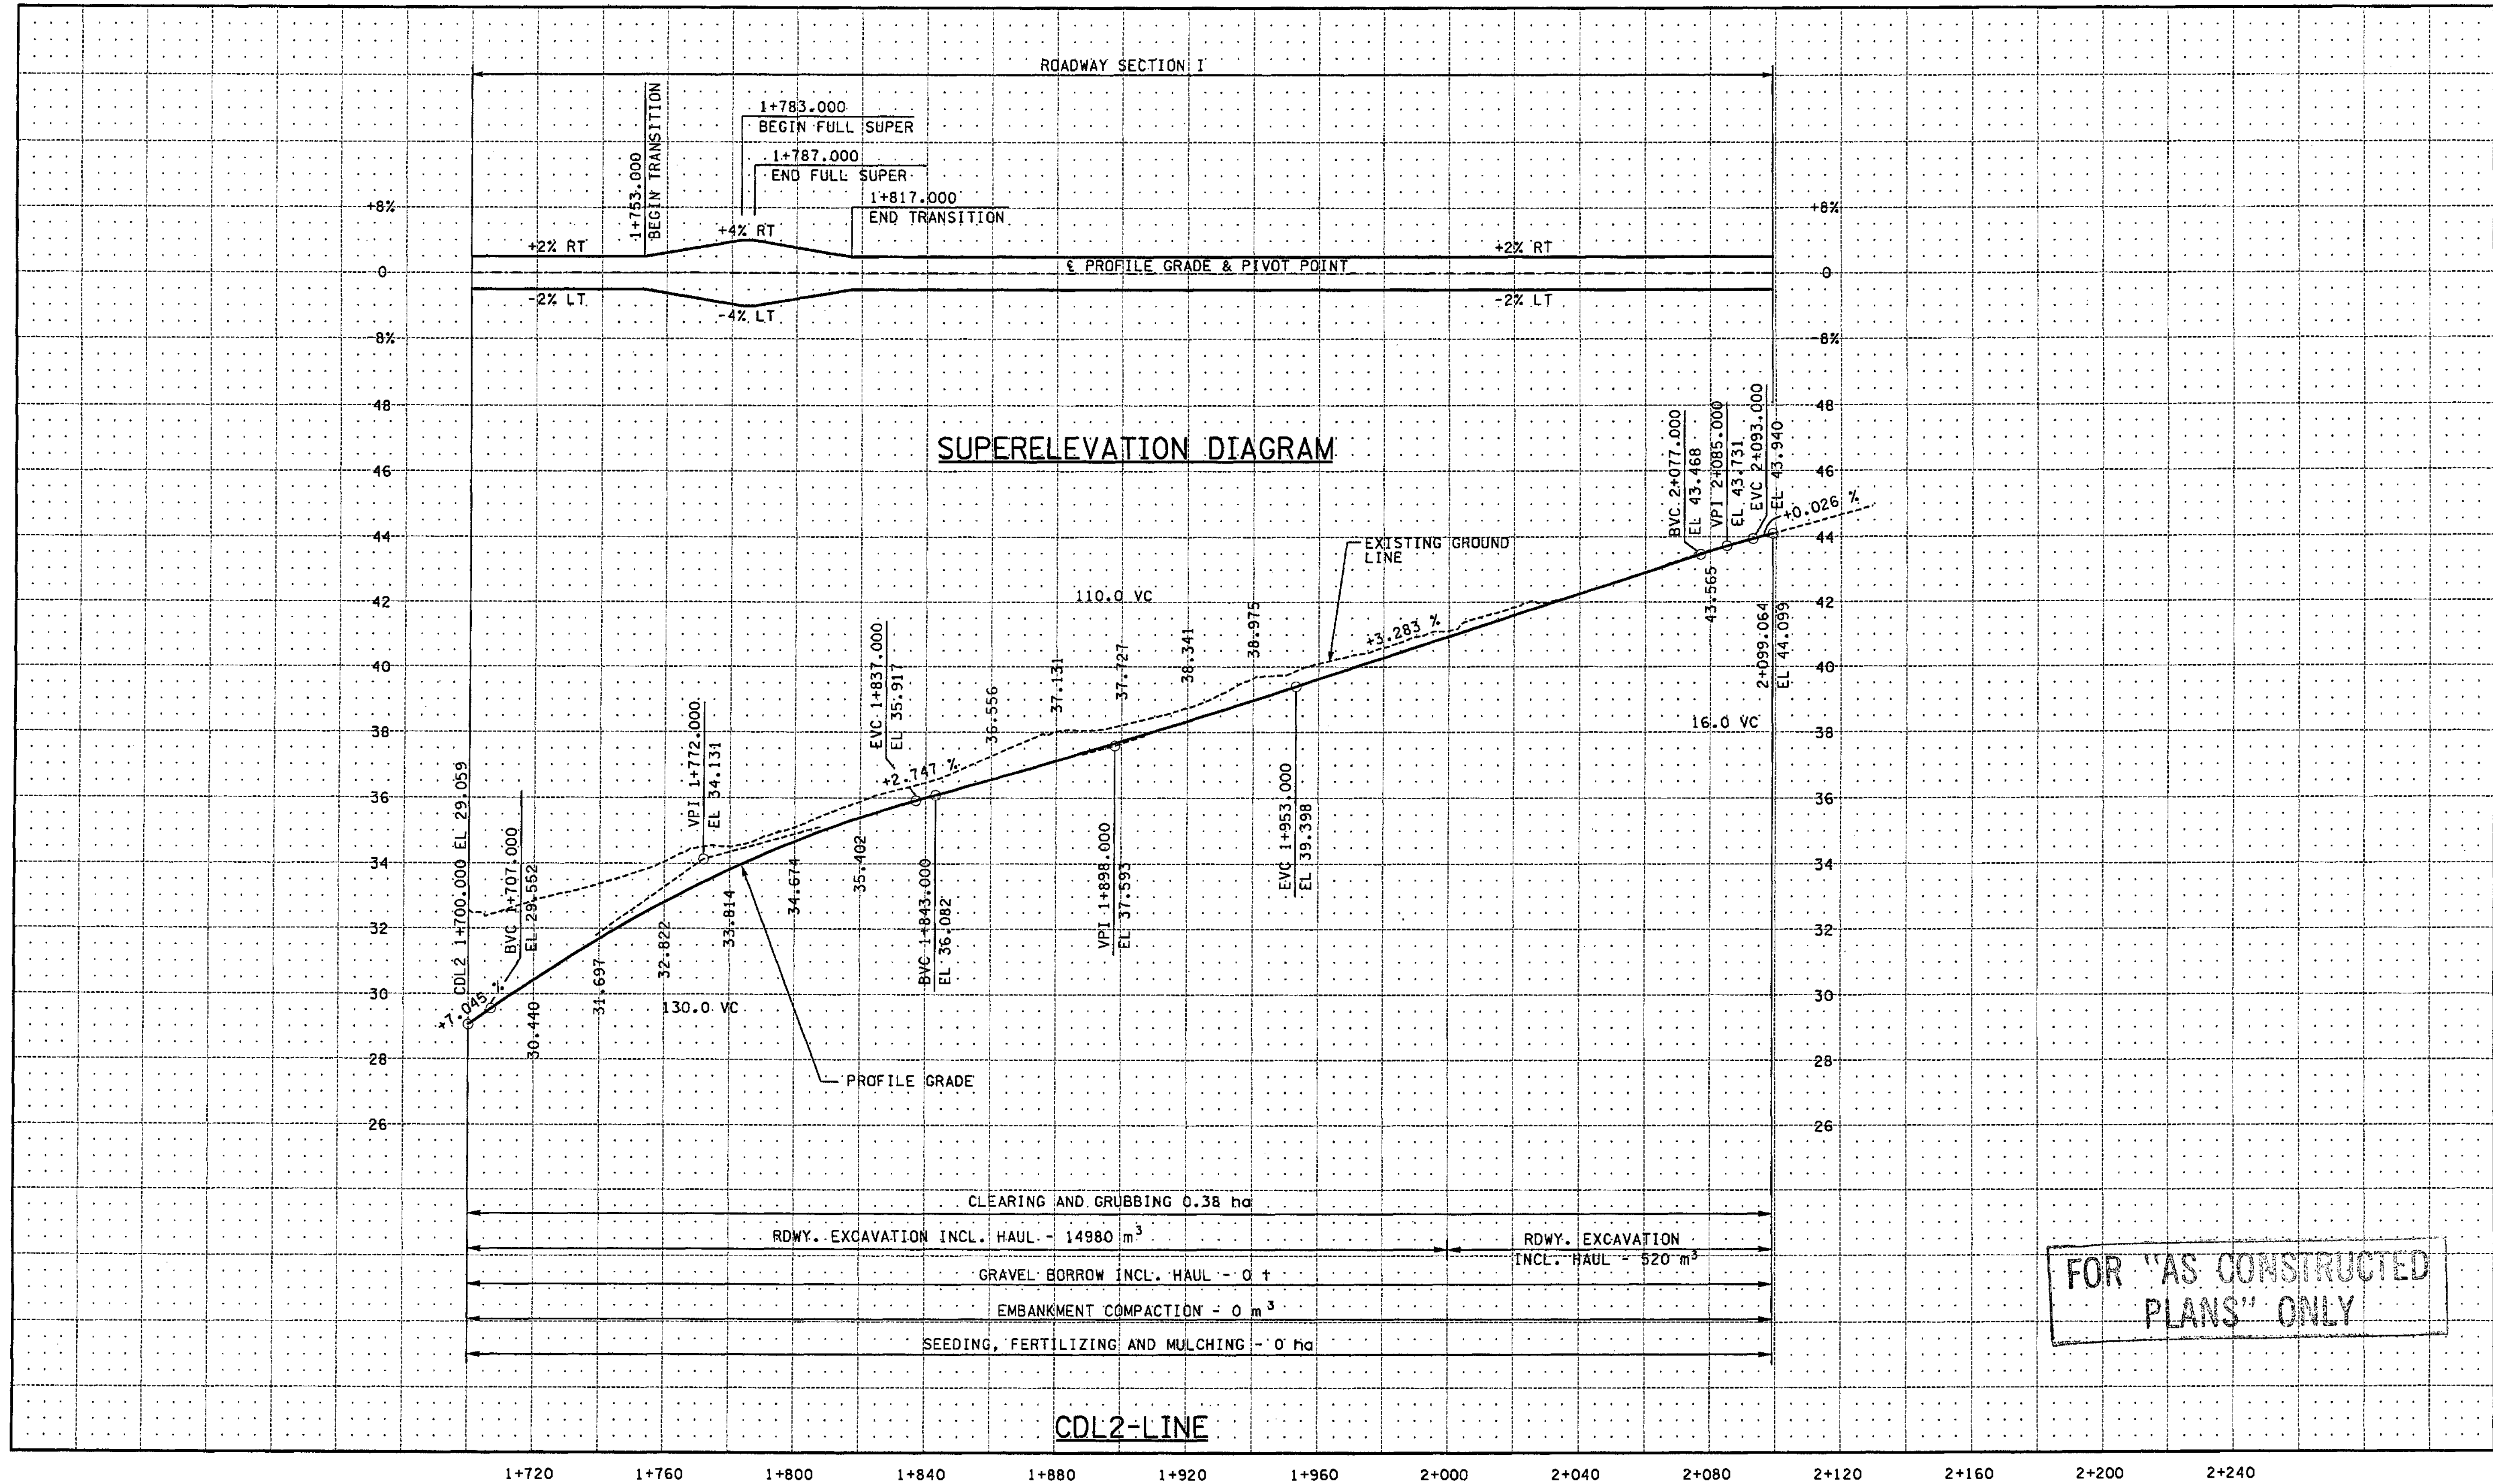 ROADWAY SECTION I
1+753.000
BEGIN TRANSITION
1+783.000
BEGIN FULL SUPER
1+787.000
END FULL SUPER
1+817.000
END TRANSITION
+8%
+8%
+2% RT
+4% RT
+2% RT
0
℄ PROFILE GRADE & PIVOT POINT
0
-2% LT
-4% LT
-2% LT
-8%
-8%
SUPERELEVATION DIAGRAM
48
46
44
42
40
38
36
34
32
30
28
26
48
46
44
42
40
38
36
34
32
30
28
26
CDL2 1+700.000 EL 29.059
+7.045 %
BVC 1+707.000
EL 29.552
30.440
31.697
32.822
130.0 VC
VPI 1+772.000
EL 34.131
33.814
34.674
35.402
PROFILE GRADE
EVC 1+837.000
EL 35.917
+2.747 %
BVC 1+843.000
EL 36.082
36.556
37.131
37.727
110.0 VC
VPI 1+898.000
EL 37.593
38.341
38.975
EVC 1+953.000
EL 39.398
EXISTING GROUND
LINE
+3.283 %
BVC 2+077.000
EL 43.468
VPI 2+085.000
EL 43.731
EVC 2+093.000
EL 43.940
+0.026 %
43.565
2+099.064
EL 44.099
16.0 VC
CLEARING AND GRUBBING 0.38 ha
RDWY. EXCAVATION INCL. HAUL - 14980 m³
RDWY. EXCAVATION
INCL. HAUL - 520 m³
GRAVEL BORROW INCL. HAUL - 0 t
EMBANKMENT COMPACTION - 0 m³
SEEDING, FERTILIZING AND MULCHING - 0 ha
FOR "AS CONSTRUCTED
PLANS" ONLY
CDL2-LINE
1+720 1+760 1+800 1+840 1+880 1+920 1+960 2+000 2+040 2+080 2+120 2+160 2+200 2+240